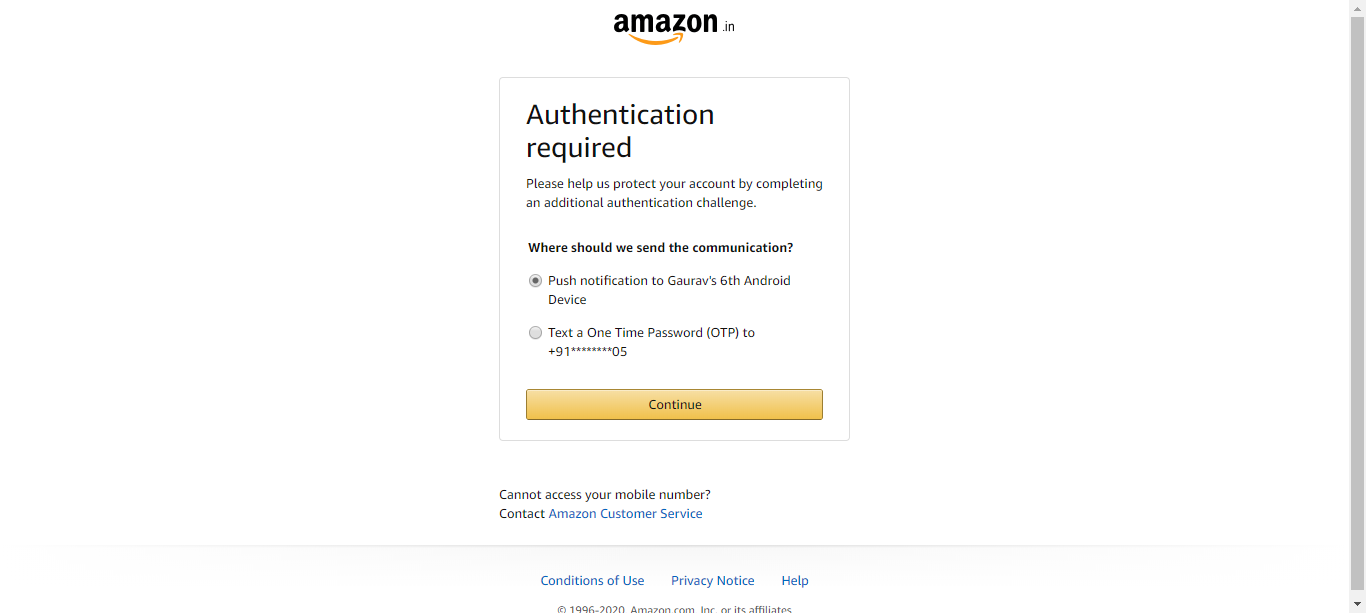 amazon.in
Authentication
required
Please help us protect your account by completing
an additional authentication challenge.
Where should we send the communication?
Push notification to Gaurav's 6th Android
Device
Text a One Time Password (OTP) to
+91********05
Continue
Cannot access your mobile number?
Contact Amazon Customer Service
Conditions of Use Privacy Notice Help
© 1996-2020, Amazon.com, Inc. or its affiliates